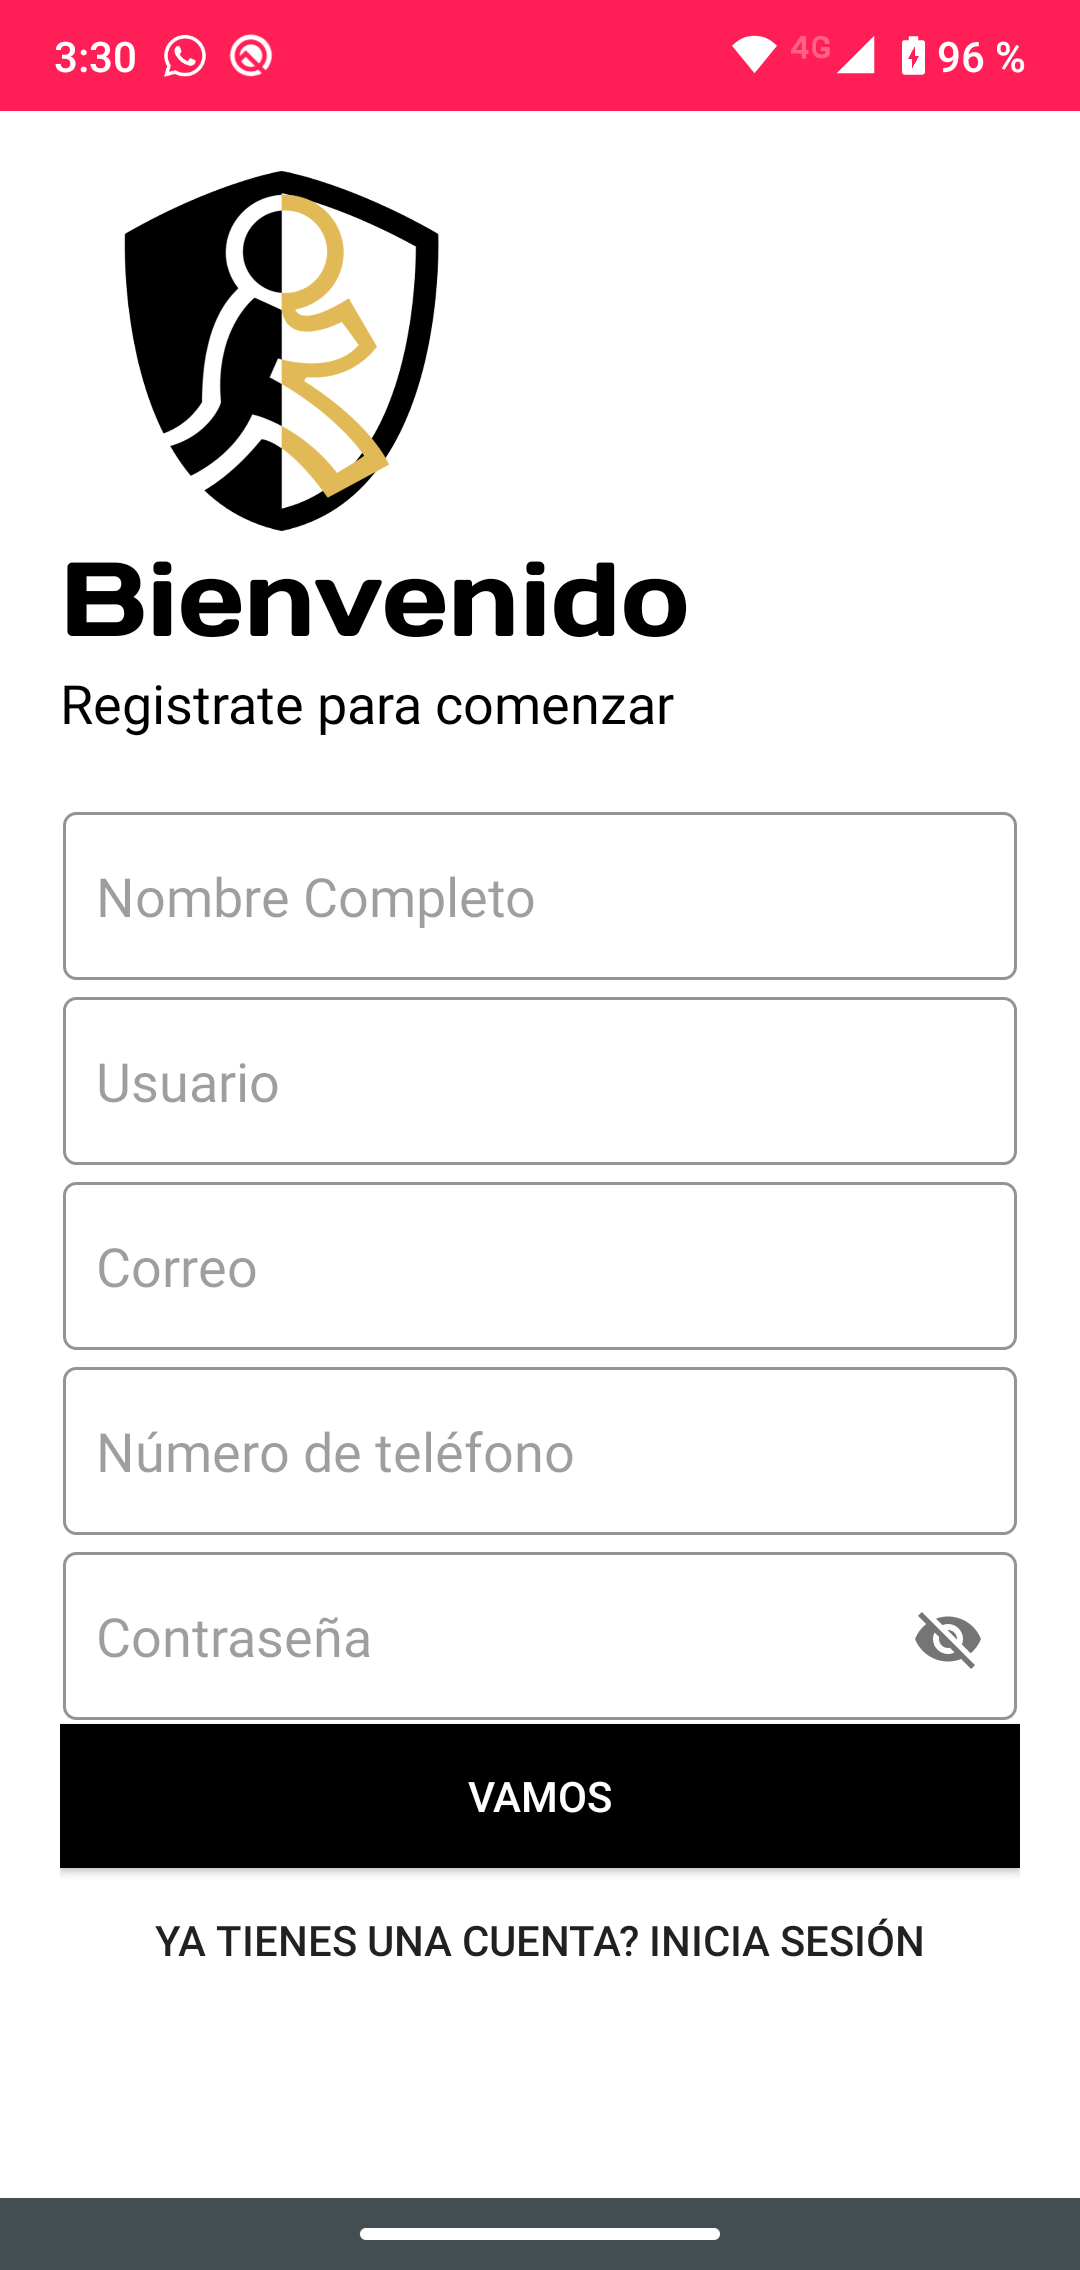 3:30 4G 96 %
Bienvenido
Registrate para comenzar
Nombre Completo
Usuario
Correo
Número de teléfono
Contraseña
VAMOS
YA TIENES UNA CUENTA? INICIA SESIÓN